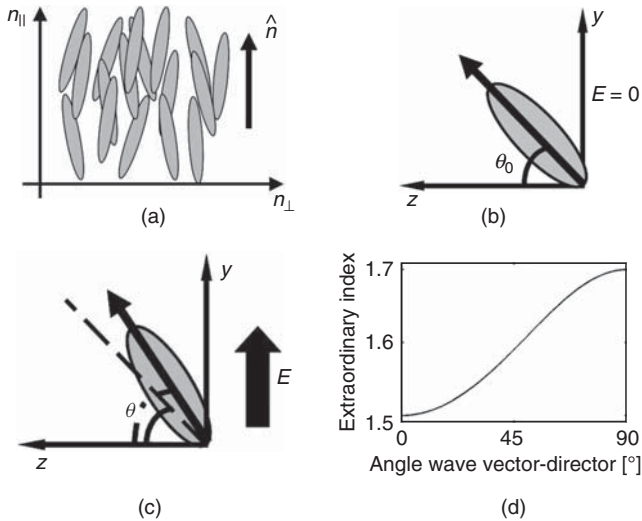 n||
n̂
n⊥
(a)
y
E = 0
θ0
z
(b)
y
E
θ
z
(c)
Extraordinary index
1.7
1.6
1.5
0
45
90
Angle wave vector-director [°]
(d)